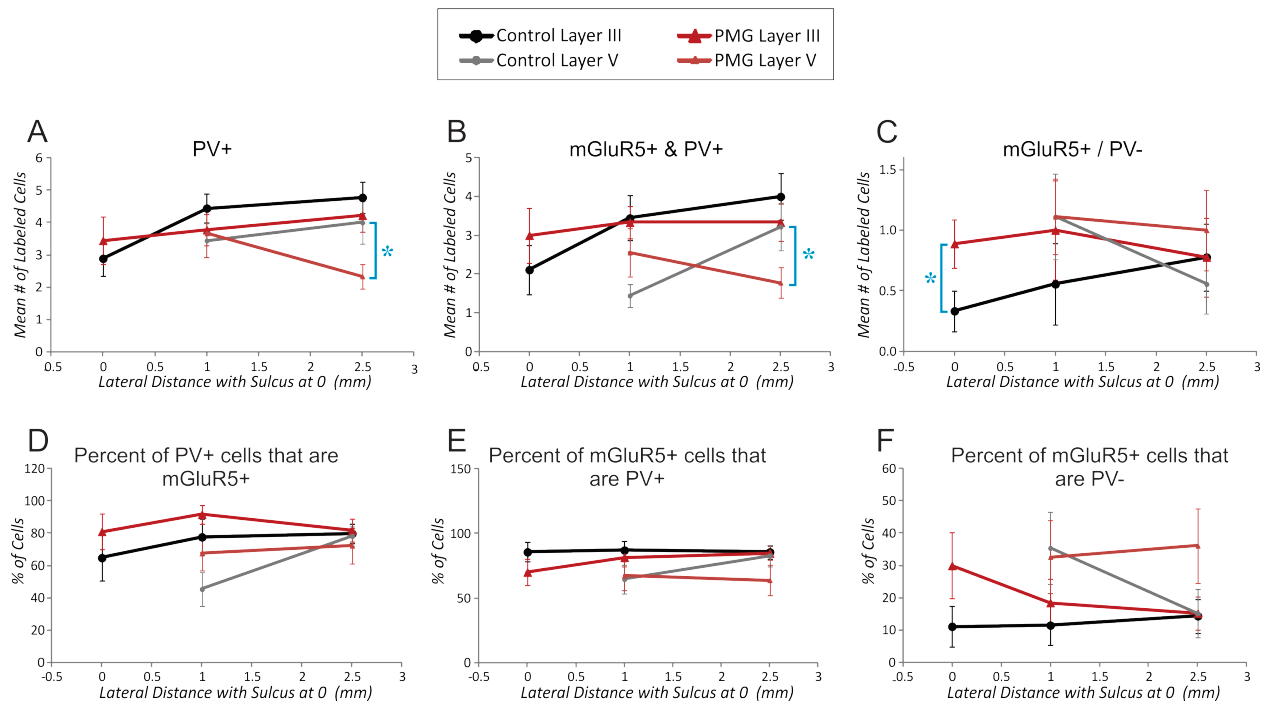 Control Layer III
PMG Layer III
Control Layer V
PMG Layer V
A
PV+
Mean # of Labeled Cells
6
5
4
3
2
1
0
*
0.5
0
0.5
1
1.5
2
2.5
3
Lateral Distance with Sulcus at 0 (mm)
B
mGluR5+ & PV+
Mean # of Labeled Cells
5
4
3
2
1
0
*
-0.5
0
0.5
1
1.5
2
2.5
3
Lateral Distance with Sulcus at 0 (mm)
C
mGluR5+ / PV-
Mean # of Labeled Cells
1.5
1.0
0.5
0.0
*
-0.5
0
0.5
1
1.5
2
2.5
3
Lateral Distance with Sulcus at 0 (mm)
D
Percent of PV+ cells that are
mGluR5+
% of Cells
120
100
80
60
40
20
0
0.5
0
0.5
1
1.5
2
2.5
3
Lateral Distance with Sulcus at 0 (mm)
E
Percent of mGluR5+ cells that
are PV+
% of Cells
150
100
50
0
0.5
0
0.5
1
1.5
2
2.5
3
Lateral Distance with Sulcus at 0 (mm)
F
Percent of mGluR5+ cells that
are PV-
% of Cells
60
50
40
30
20
10
0
-0.5
0
0.5
1
1.5
2
2.5
3
Lateral Distance with Sulcus at 0 (mm)